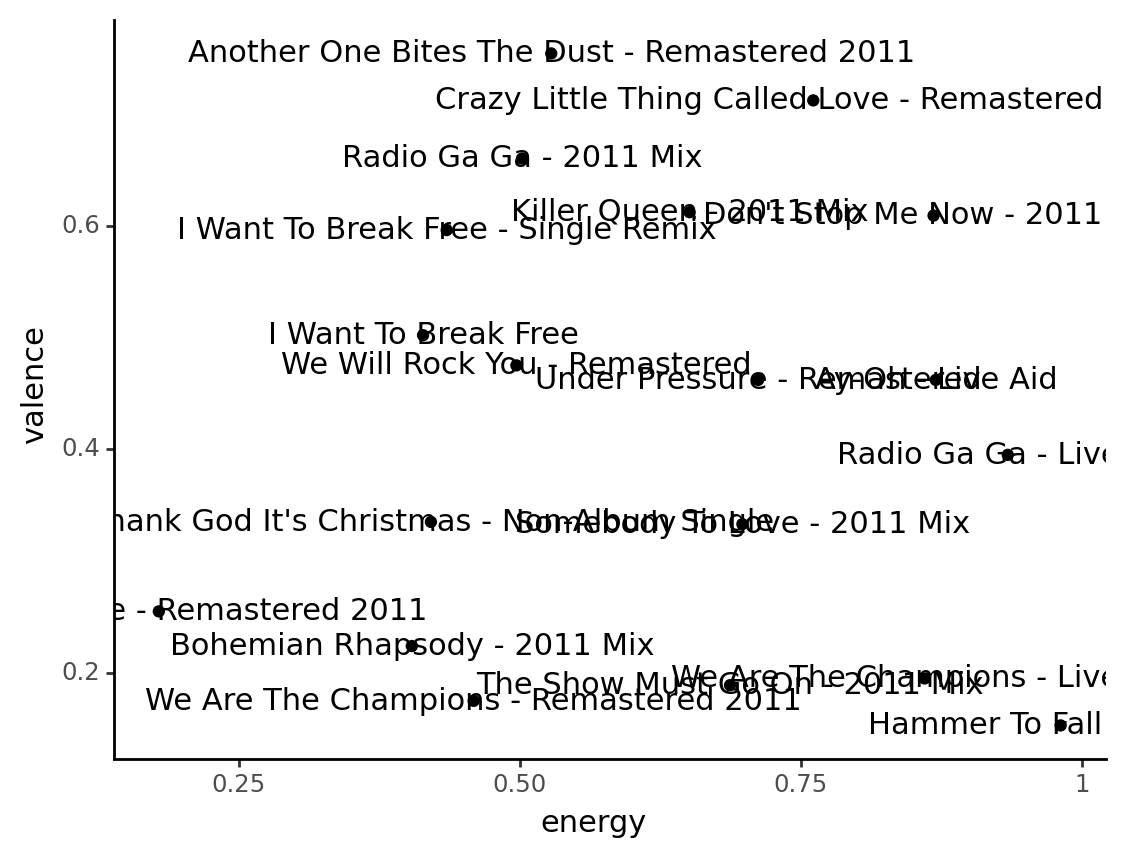 Another One Bites The Dust - Remastered 2011
Crazy Little Thing Called Love - Remastered
Radio Ga Ga - 2011 Mix
Killer Queen - 2011 Mix
Don't Stop Me Now - 2011
0.6
I Want To Break Free - Single Remix
I Want To Break Free
We Will Rock You - Remastered
Under Pressure - Remastered
Ay-Oh - Live Aid
valence
0.4
Radio Ga Ga - Live
hank God It's Christmas - Non-Album Single
Somebody To Love - 2011 Mix
e - Remastered 2011
Bohemian Rhapsody - 2011 Mix
0.2
We Are The Champions - Live
The Show Must Go On - 2011 Mix
We Are The Champions - Remastered 2011
Hammer To Fall
0.25
0.50
0.75
1
energy